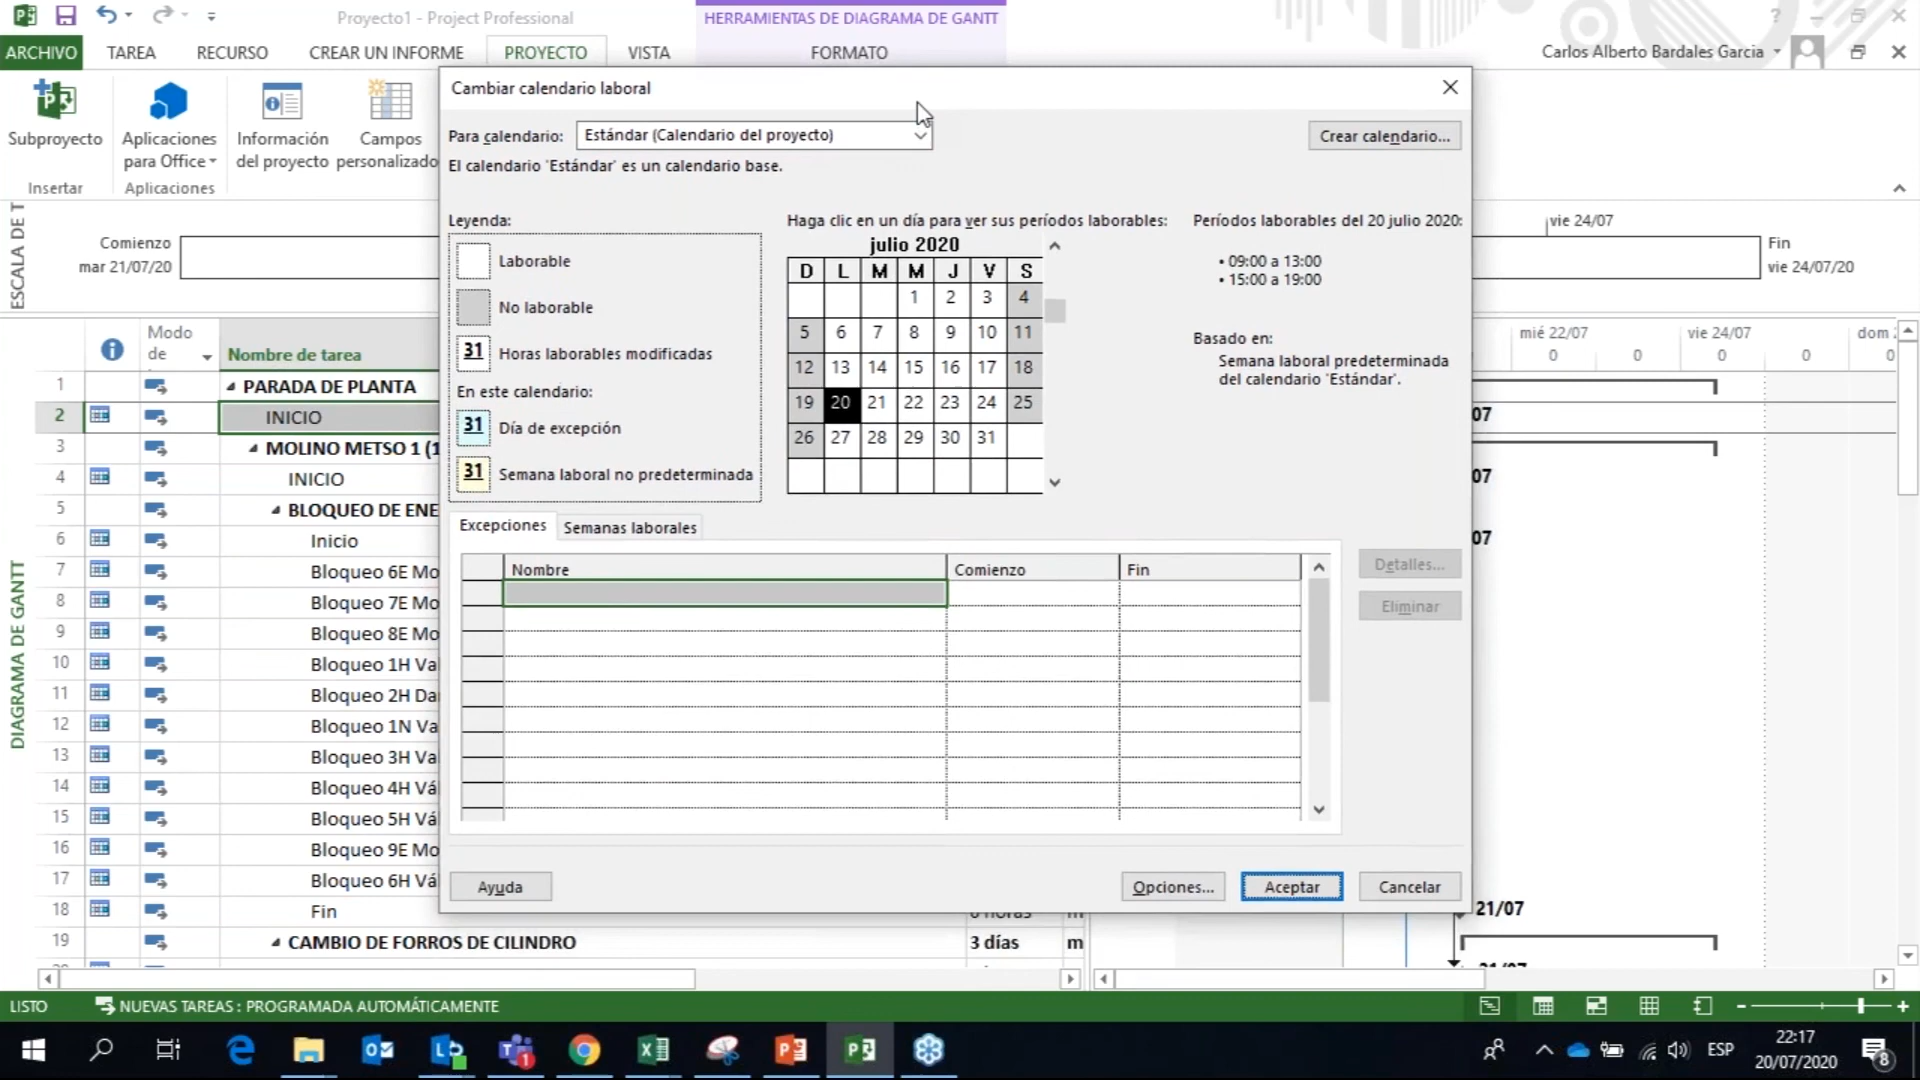 Proyecto1 - Project Professional
HERRAMIENTAS DE DIAGRAMA DE GANTT
ARCHIVO TAREA RECURSO CREAR UN INFORME PROYECTO VISTA FORMATO
Carlos Alberto Bardales Garcia
Subproyecto
Aplicaciones
para Office
Información
del proyecto
Campos
personalizado
Insertar
Aplicaciones
ESCALA DE T
Comienzo
mar 21/07/20
vie 24/07
Fin
vie 24/07/20
Cambiar calendario laboral
Para calendario:
Estándar (Calendario del proyecto)
Crear calendario...
El calendario 'Estándar' es un calendario base.
Leyenda:
Laborable
No laborable
31 Horas laborables modificadas
En este calendario:
31 Día de excepción
31 Semana laboral no predeterminada
Haga clic en un día para ver sus períodos laborables:
julio 2020
D L M M J V S
1 2 3 4
5 6 7 8 9 10 11
12 13 14 15 16 17 18
19 20 21 22 23 24 25
26 27 28 29 30 31
Períodos laborables del 20 julio 2020:
• 09:00 a 13:00
• 15:00 a 19:00
Basado en:
Semana laboral predeterminada
del calendario 'Estándar'.
Excepciones
Semanas laborales
Nombre Comienzo Fin
Detalles...
Eliminar
Ayuda
Opciones...
Aceptar
Cancelar
DIAGRAMA DE GANTT
Modo
de
Nombre de tarea
mié 22/07 vie 24/07 dom
0 0 0 0 0
1 PARADA DE PLANTA
2 INICIO
07
3 MOLINO METSO 1 (1
4 INICIO
07
5 BLOQUEO DE ENE
6 Inicio
07
7 Bloqueo 6E Mo
8 Bloqueo 7E Mo
9 Bloqueo 8E Mo
10 Bloqueo 1H Val
11 Bloqueo 2H Da
12 Bloqueo 1N Va
13 Bloqueo 3H Va
14 Bloqueo 4H Vá
15 Bloqueo 5H Vá
16 Bloqueo 9E Mo
17 Bloqueo 6H Vá
18 Fin
21/07
19 CAMBIO DE FORROS DE CILINDRO 3 días m
LISTO
NUEVAS TAREAS : PROGRAMADA AUTOMÁTICAMENTE
ESP
22:17
20/07/2020
8